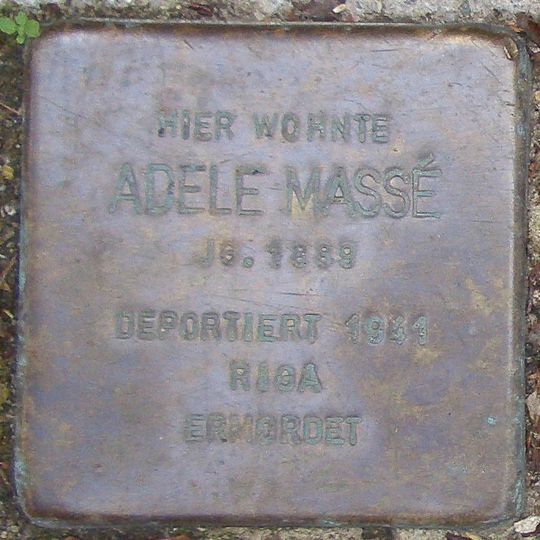 HIER WOHNTE
ADELE MASSÉ
JG. 1889
DEPORTIERT 1941
RIGA
ERMORDET